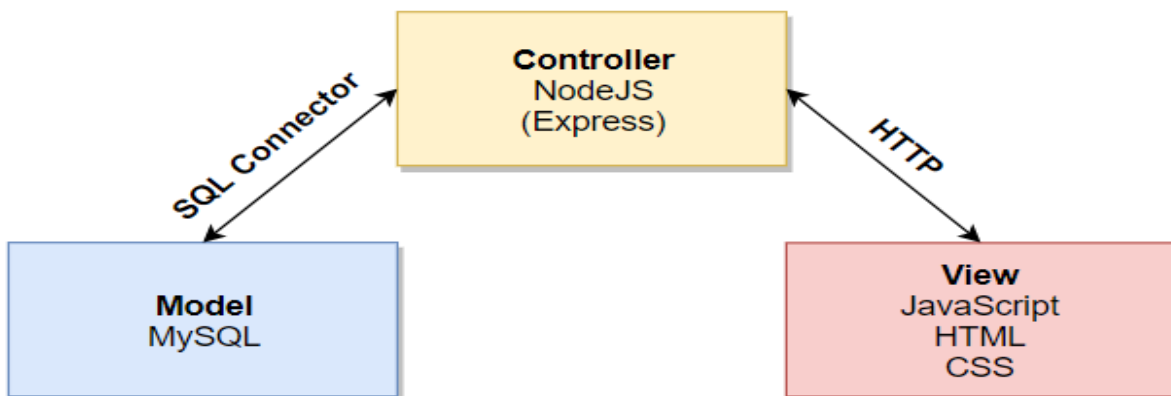 Controller
NodeJS
(Express)
SQL Connector
HTTP
Model
MySQL
View
JavaScript
HTML
CSS